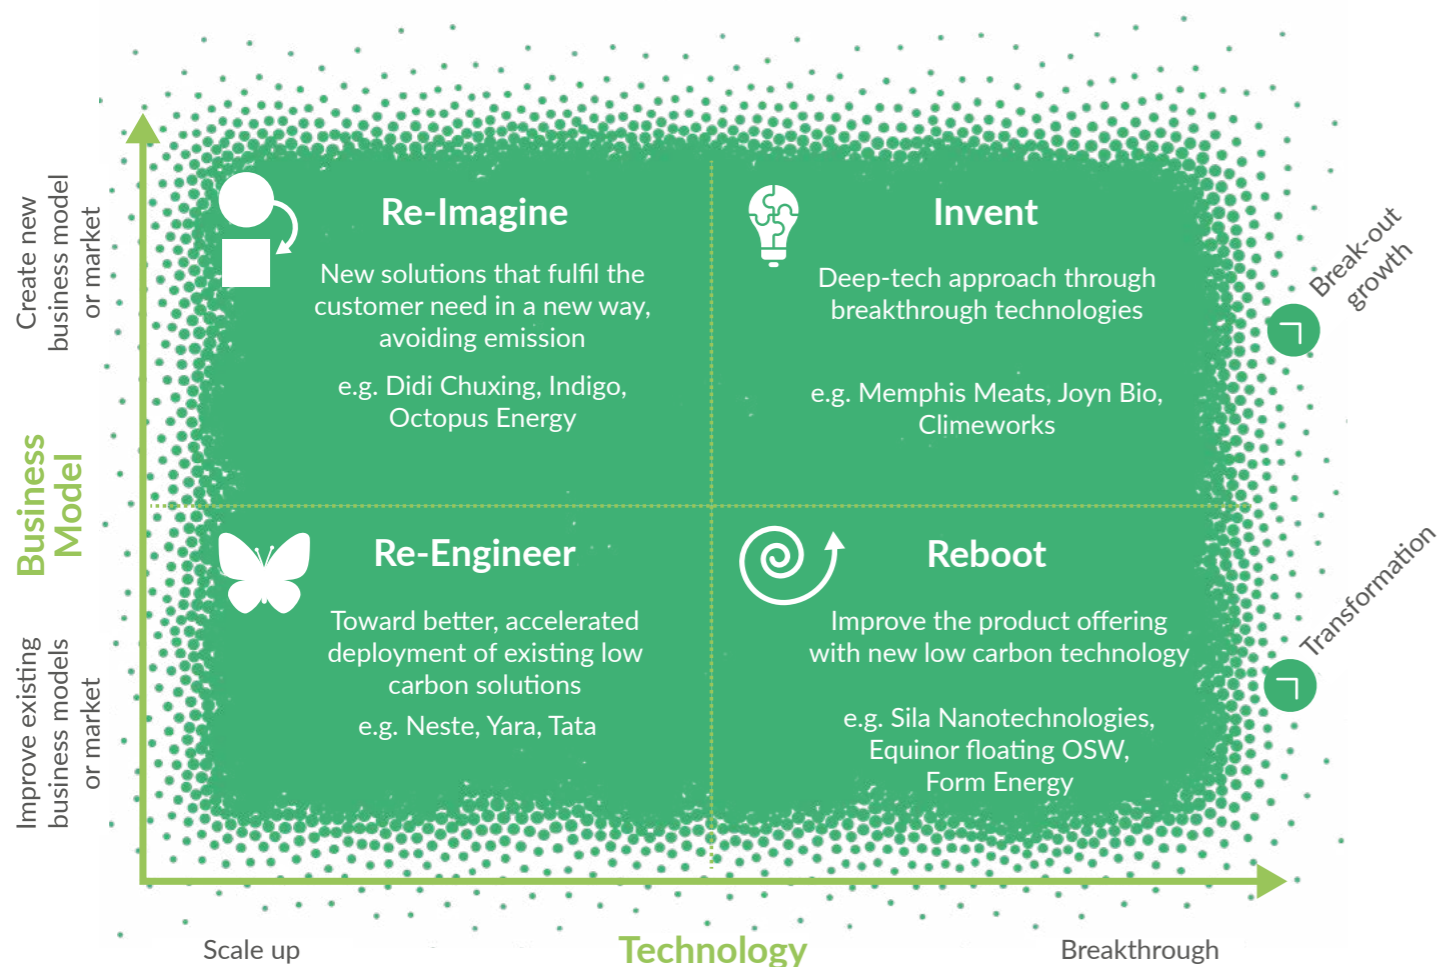 Create new
business model
or market
Business
Model
Improve existing
business models
or market
Re-Imagine
New solutions that fulfil the
customer need in a new way,
avoiding emission
e.g. Didi Chuxing, Indigo,
Octopus Energy
Invent
Deep-tech approach through
breakthrough technologies
e.g. Memphis Meats, Joyn Bio,
Climeworks
Re-Engineer
Toward better, accelerated
deployment of existing low
carbon solutions
e.g. Neste, Yara, Tata
Reboot
Improve the product offering
with new low carbon technology
e.g. Sila Nanotechnologies,
Equinor floating OSW,
Form Energy
Break-out
growth
Transformation
Scale up
Technology
Breakthrough